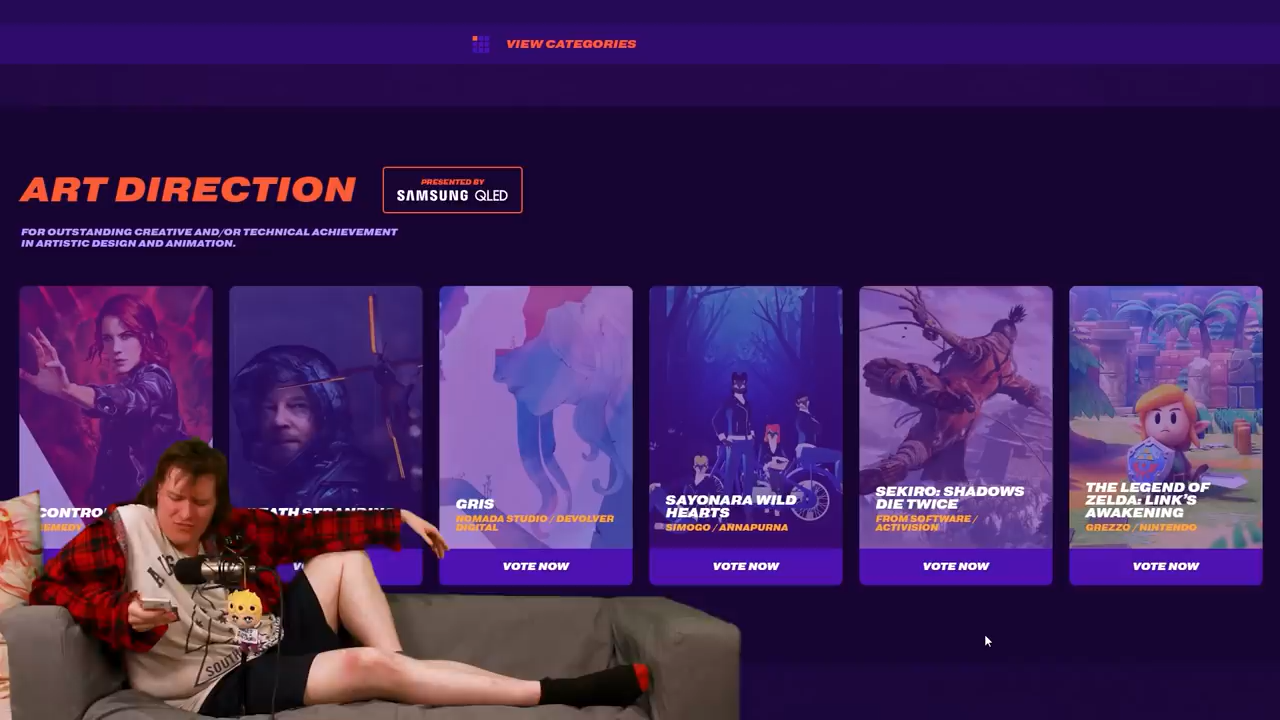 VIEW CATEGORIES
ART DIRECTION
PRESENTED BY
SAMSUNG QLED
FOR OUTSTANDING CREATIVE AND/OR TECHNICAL ACHIEVEMENT
IN ARTISTIC DESIGN AND ANIMATION.
GRIS
NOMADA STUDIO / DEVOLVER
DIGITAL
VOTE NOW
SAYONARA WILD
HEARTS
SIMOGO / ARNAPURNA
VOTE NOW
SEKIRO: SHADOWS
DIE TWICE
FROM SOFTWARE /
ACTIVISION
VOTE NOW
THE LEGEND OF
ZELDA: LINK'S
AWAKENING
GREZZO / NINTENDO
VOTE NOW